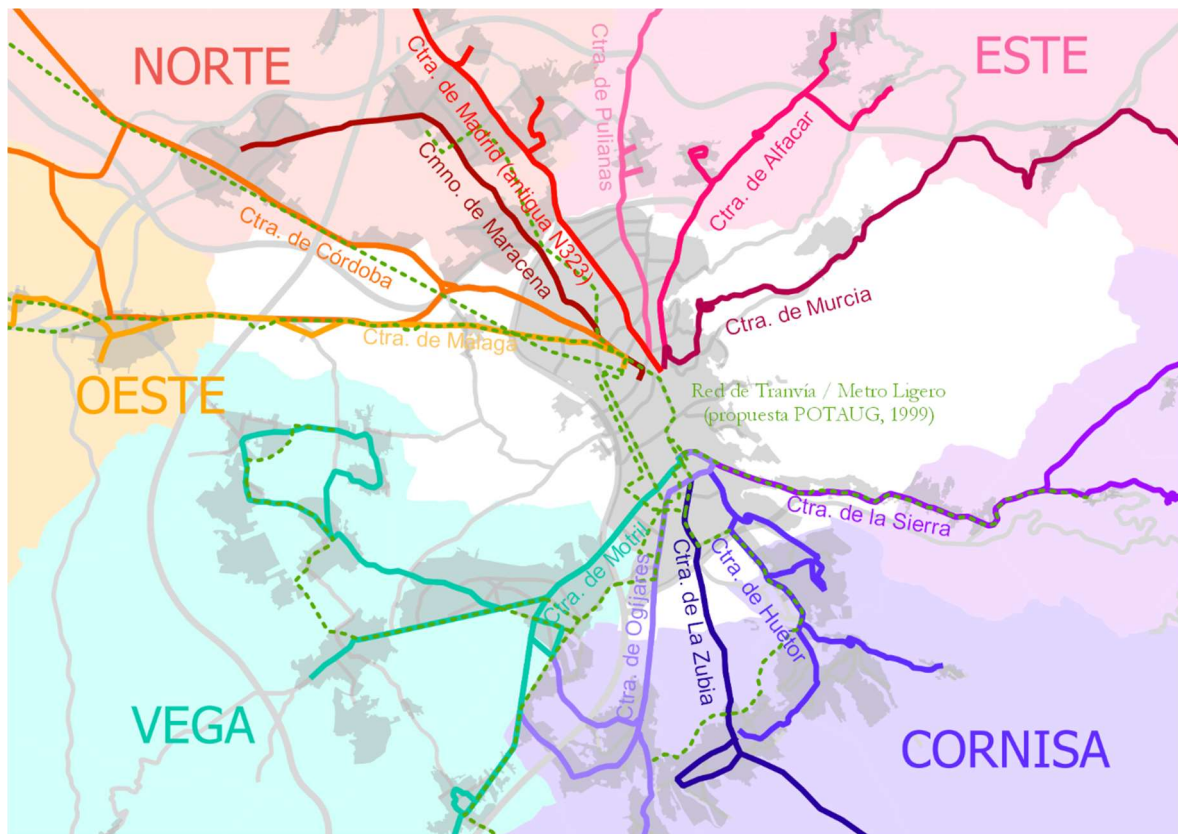 NORTE
ESTE
Ctra. de Madrid (antigua N323)
Ctra. de Pulianas
Ctra. de Alfacar
Cmno. de Maracena
Ctra. de Córdoba
Ctra. de Murcia
Ctra. de Málaga
OESTE
Red de Tranvía / Metro Ligero
(propuesta POTAUG, 1999)
Ctra. de la Sierra
Ctra. de Motril
Ctra. de Ogíjares
Ctra. de La Zubia
Ctra. de Huetor
VEGA
CORNISA